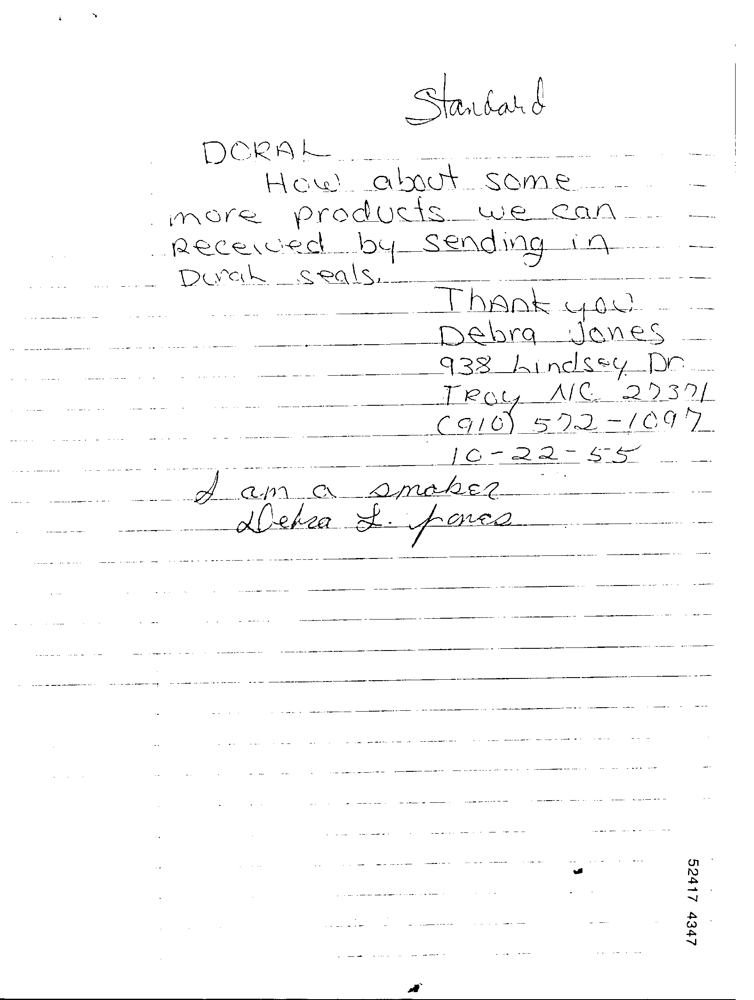 Standard
DORAL
How about some
more products we can
Received by sending in
Doral seals.
Thank you
Debra Jones
938 Lindsey Dr.
Troy NC 27371
(910) 572-1097
10-22-55
I am a smoker
Debra L. Jones
52417 4347